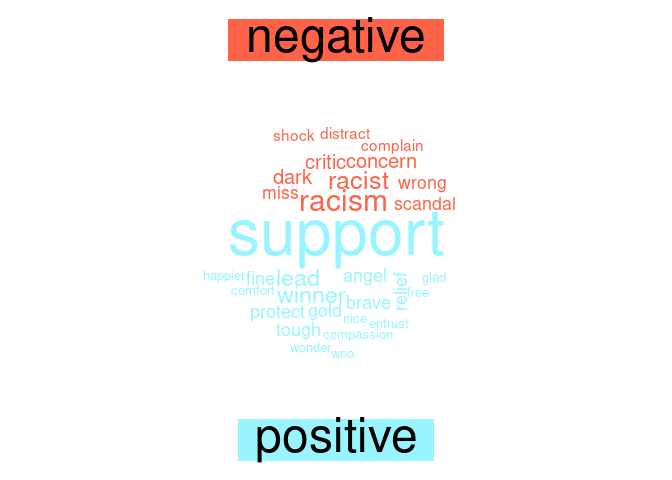 negative
shock distract
complain
critic concern
dark racist wrong
miss racism scandal
support
happier fine lead angel relief glad
comfort winner free
protect gold brave
nice entrust
tough compassion
wonder woo
positive